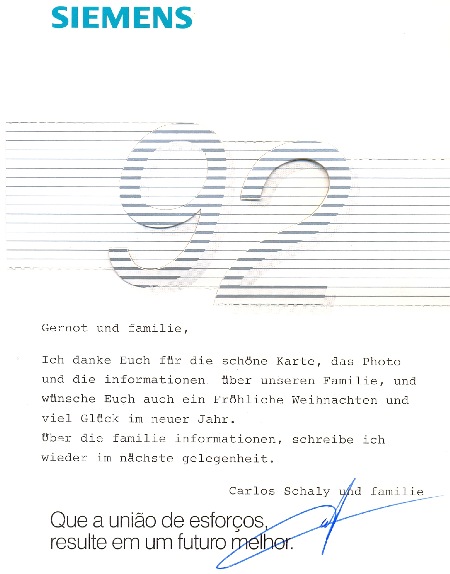 SIEMENS
92
Gernot und familie,
Ich danke Euch für die schöne Karte, das Photo
und die informationen über unseren Familie, und
wünsche Euch auch ein Fröhliche Weihnachten und
viel Glück im neuer Jahr.
Über die familie informationen, schreibe ich
wieder im nächste gelegenheit.
Carlos Schaly und familie
Que a união de esforços,
resulte em um futuro melhor.